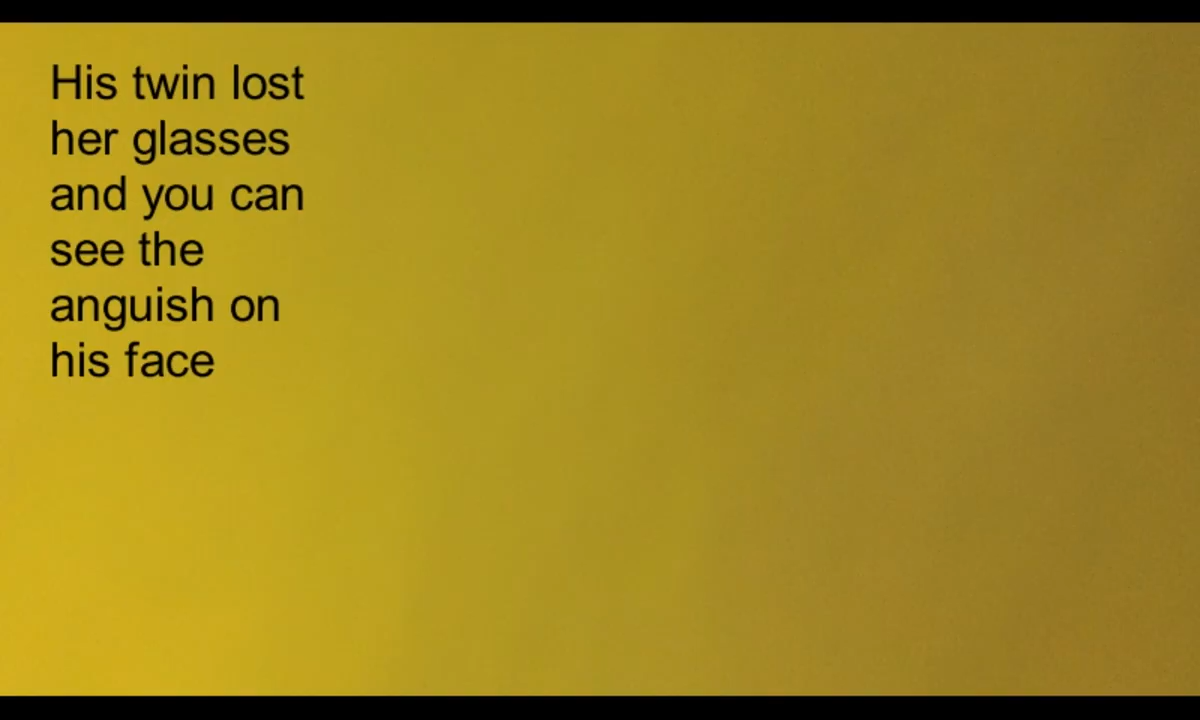 His twin lost
her glasses
and you can
see the
anguish on
his face